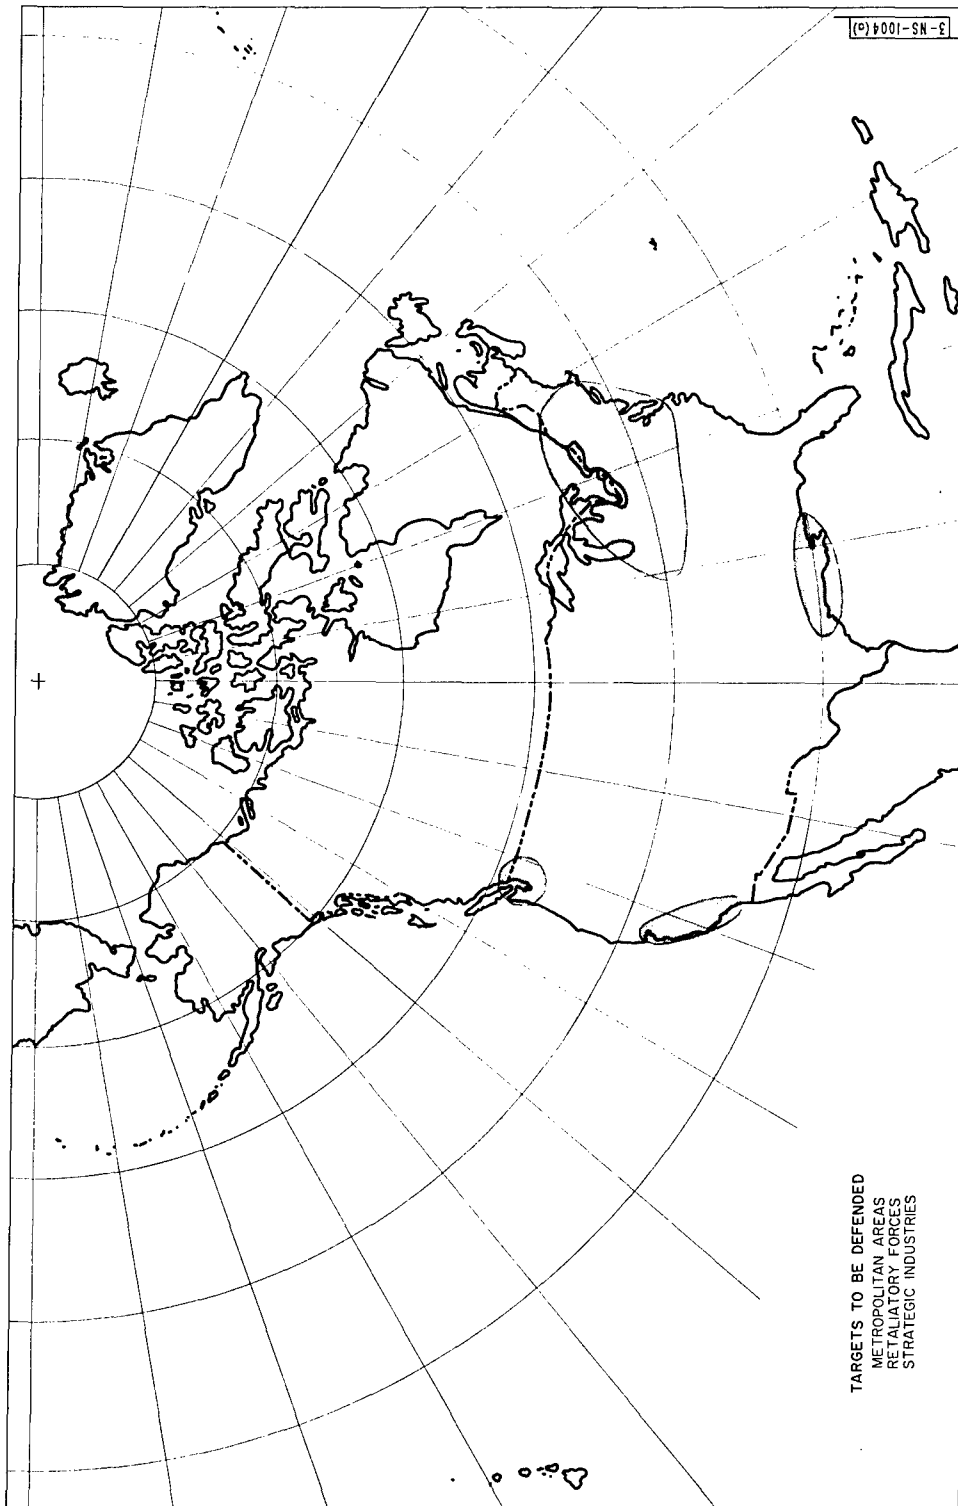 3-NS-1004(a)
TARGETS TO BE DEFENDED
METROPOLITAN AREAS
RETALIATORY FORCES
STRATEGIC INDUSTRIES